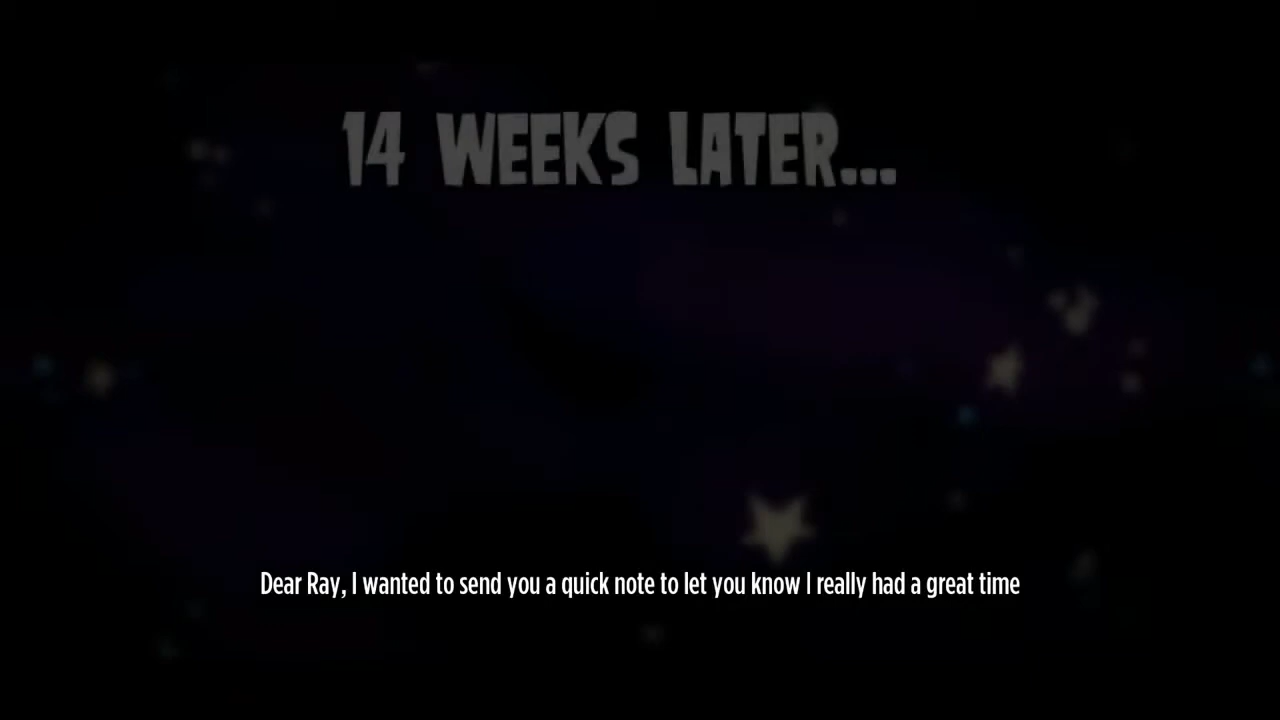 14 WEEKS LATER...
Dear Ray, I wanted to send you a quick note to let you know I really had a great time